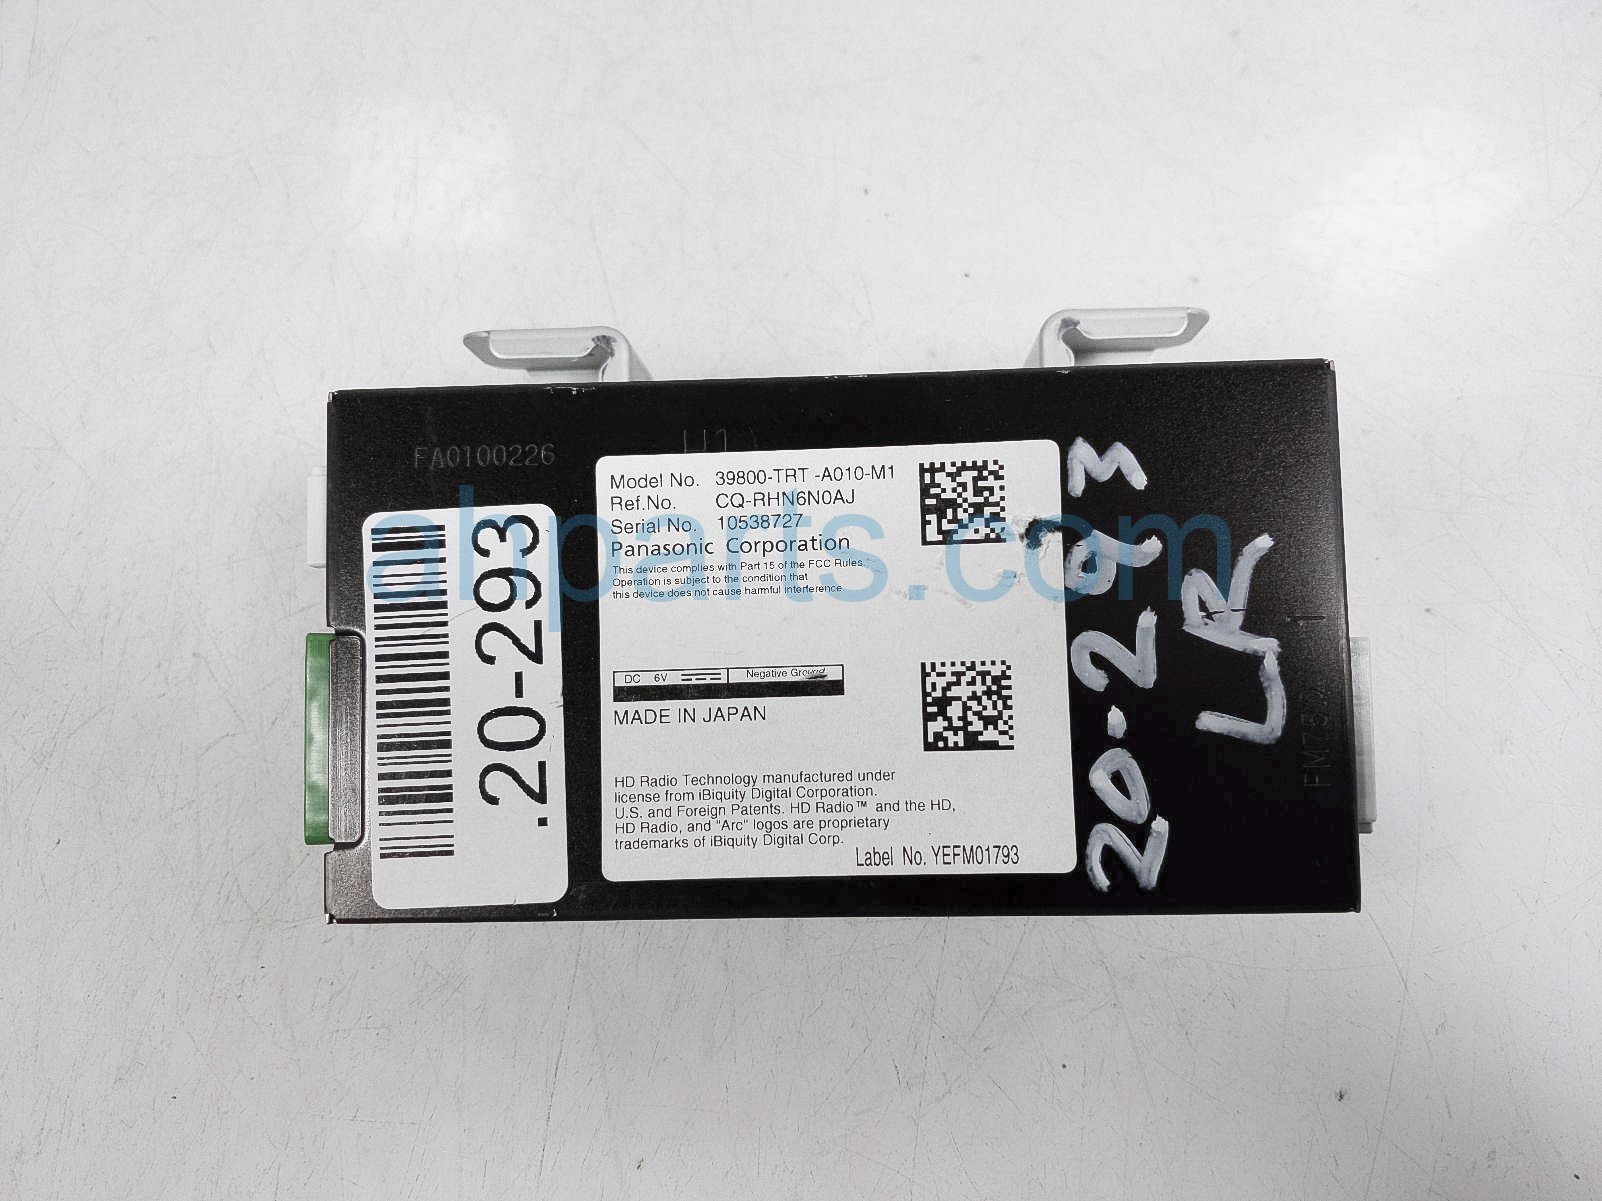 FA0100226
Model No. 39800-TRT -A010-M1
Ref.No. CQ-RHN6N0AJ
Serial No. 10538727
Panasonic Corporation
This device complies with Part 15 of the FCC Rules.
Operation is subject to the condition that
this device does not cause harmful interference
DC 6V Negative Ground
MADE IN JAPAN
HD Radio Technology manufactured under
license from iBiquity Digital Corporation.
U.S. and Foreign Patents. HD Radio™ and the HD,
HD Radio, and "Arc" logos are proprietary
trademarks of iBiquity Digital Corp.
Label No. YEFM01793
.20-293
20-293
LR
ahparts.com